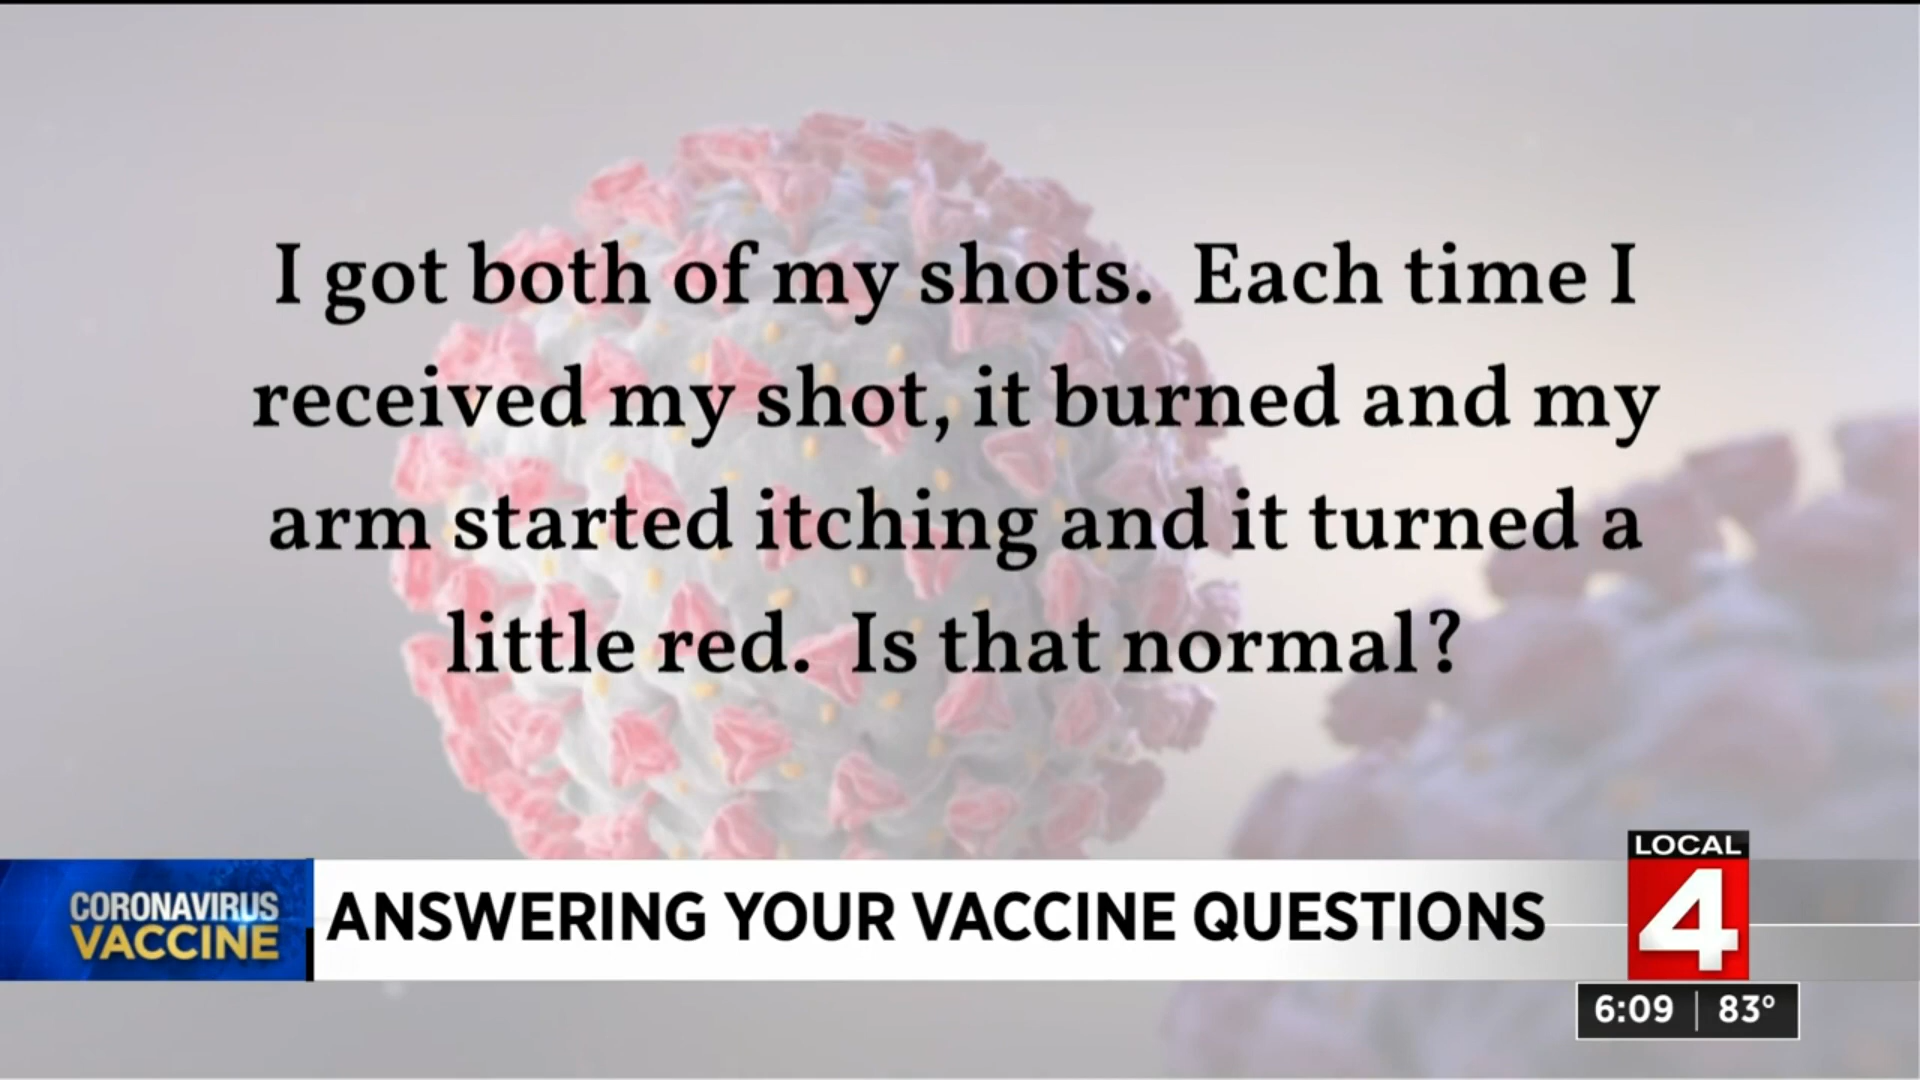 I got both of my shots.  Each time I
received my shot, it burned and my
arm started itching and it turned a
little red.  Is that normal?
LOCAL
4
CORONAVIRUS
VACCINE
ANSWERING YOUR VACCINE QUESTIONS
6:09 | 83°